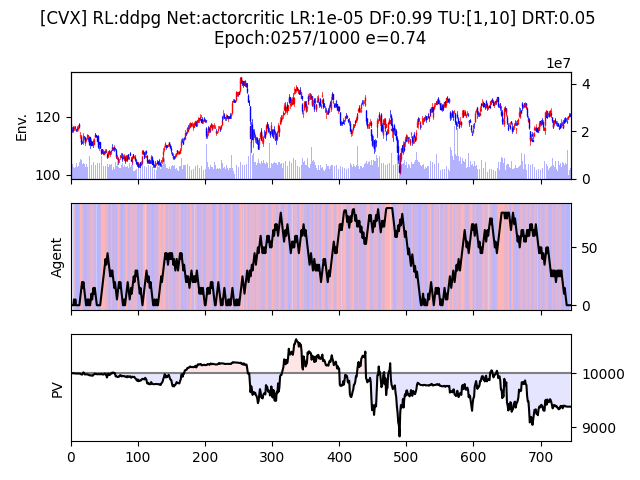 [CVX] RL:ddpg Net:actorcritic LR:1e-05 DF:0.99 TU:[1,10] DRT:0.05
Epoch:0257/1000 e=0.74
1e7
Env.
120
100
4
2
0
Agent
50
0
PV
10000
9000
0 100 200 300 400 500 600 700